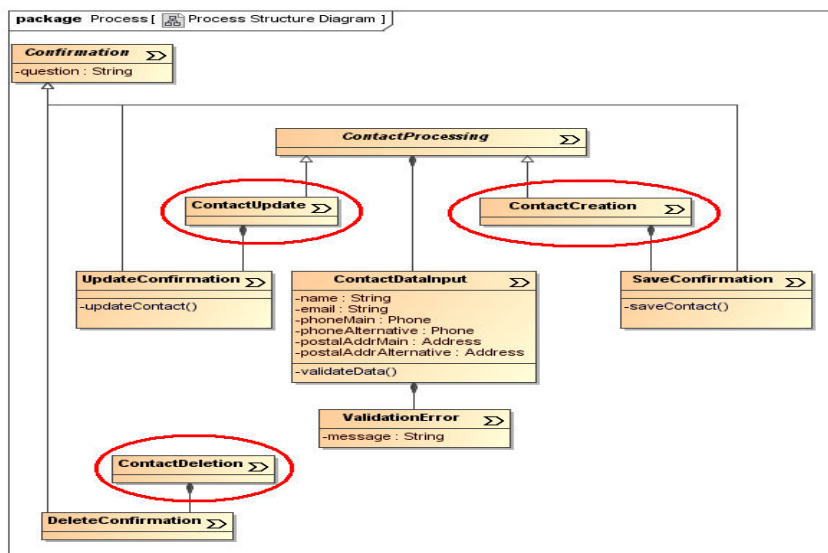 package Process [ Process Structure Diagram ]
Confirmation
-question : String
ContactProcessing
ContactUpdate
ContactCreation
UpdateConfirmation
-updateContact()
ContactDataInput
-name : String
-email : String
-phoneMain : Phone
-phoneAlternative : Phone
-postalAddrMain : Address
-postalAddrAlternative : Address
-validateData()
SaveConfirmation
-saveContact()
ValidationError
-message : String
ContactDeletion
DeleteConfirmation